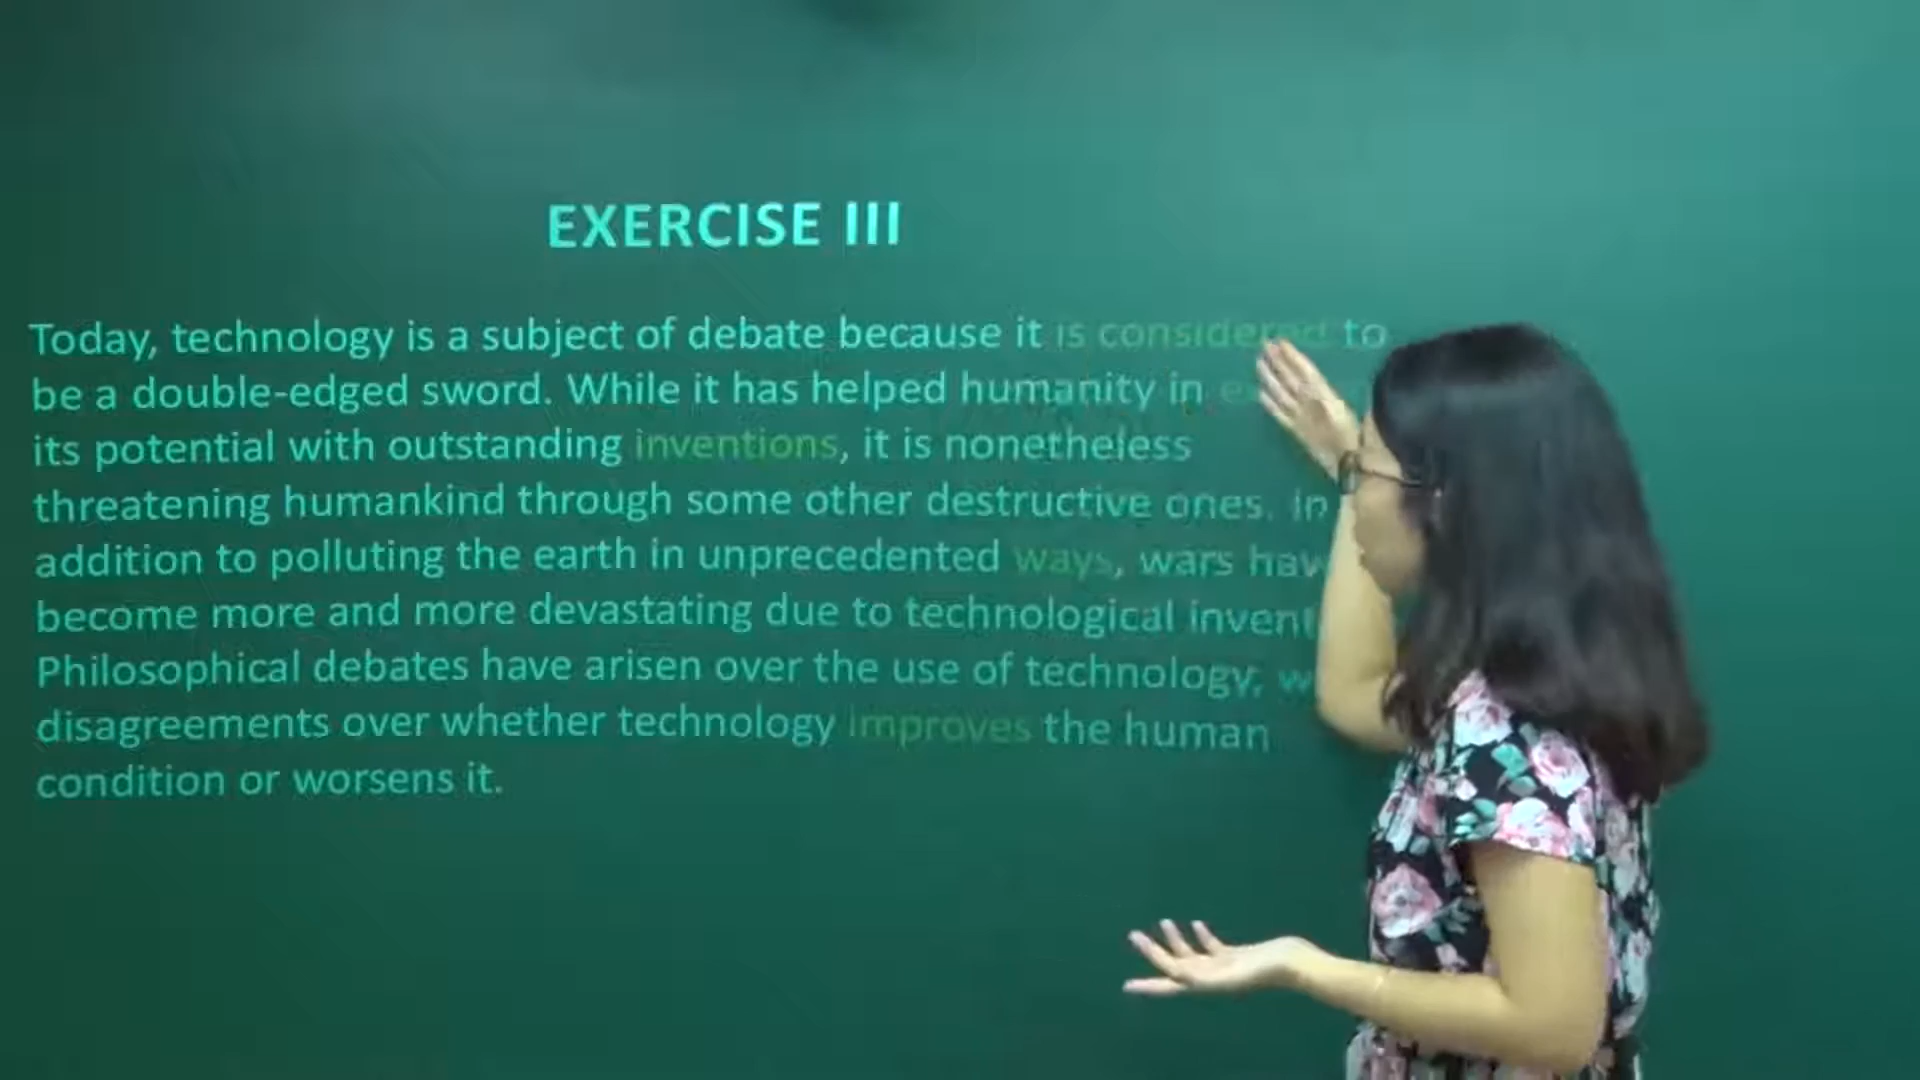 EXERCISE III
Today, technology is a subject of debate because it is considered to
be a double-edged sword. While it has helped humanity in
its potential with outstanding inventions, it is nonetheless
threatening humankind through some other destructive ones. In
addition to polluting the earth in unprecedented ways, wars
become more and more devastating due to technological
Philosophical debates have arisen over the use of technology,
disagreements over whether technology improves the human
condition or worsens it.